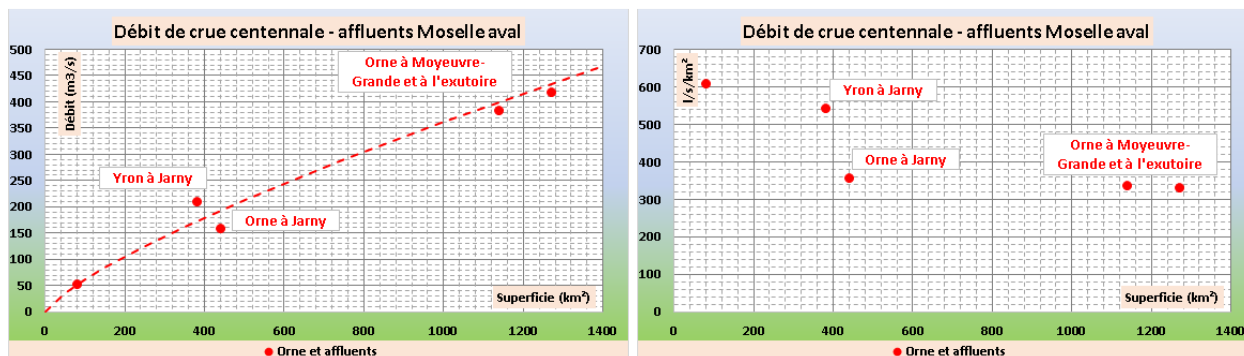 Débit de crue centennale - affluents Moselle aval
500
450
400
350
300
250
200
150
100
50
0
Débit (m3/s)
Orne à Moyeuvre-
Grande et à l'exutoire
Yron à Jarny
Orne à Jarny
Superficie (km²)
0 200 400 600 800 1000 1200 1400
Orne et affluents
Débit de crue centennale - affluents Moselle aval
700
600
500
400
300
200
100
0
l/s/km²
Yron à Jarny
Orne à Jarny
Orne à Moyeuvre-
Grande et à l'exutoire
Superficie (km²)
0 200 400 600 800 1000 1200 1400
Orne et affluents